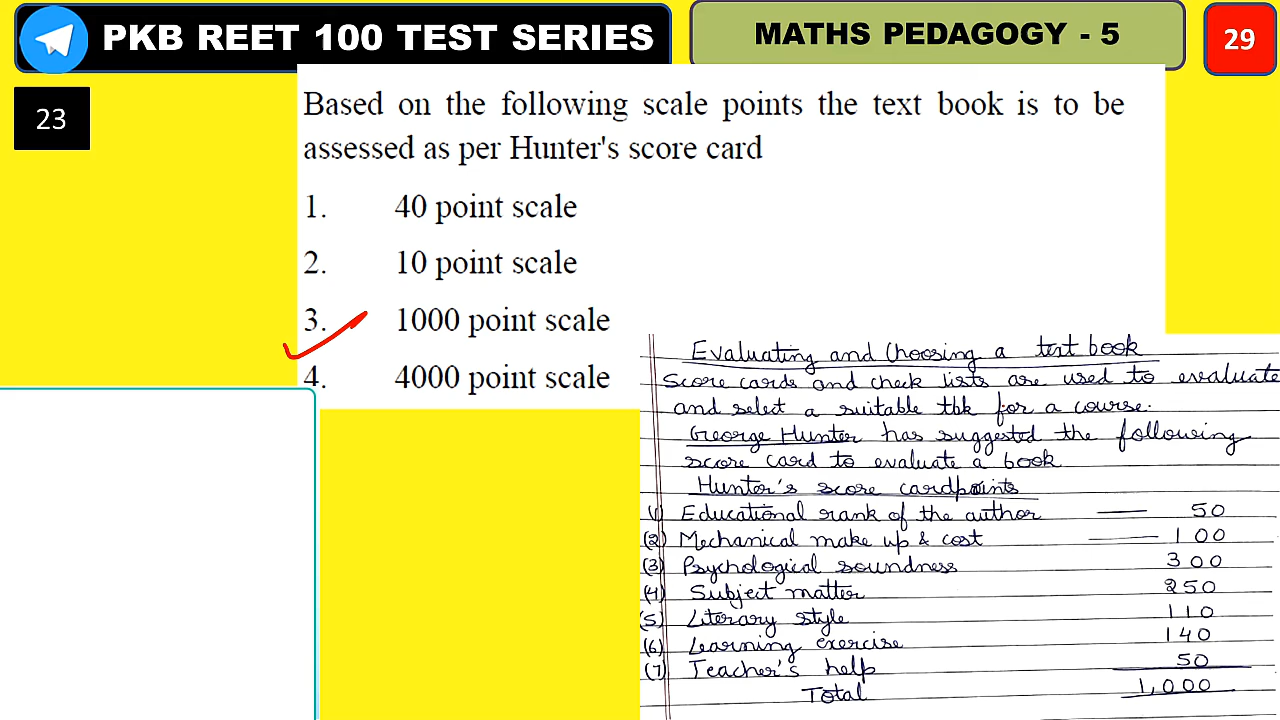 PKB REET 100 TEST SERIES
MATHS PEDAGOGY - 5
29
23
Based on the following scale points the text book is to be
assessed as per Hunter's score card
1. 40 point scale
2. 10 point scale
3. 1000 point scale
4. 4000 point scale
Evaluating and Choosing a text book
Score cards and check lists are used to evaluate
and select a suitable tbk for a course.
George Hunter has suggested the following
score card to evaluate a book
Hunter's score card points
(1) Educational rank of the author — 50
(2) Mechanical make up & cost — 100
(3) Psychological soundness 300
(4) Subject matter 250
(5) Literary style 110
(6) Learning exercise 140
(7) Teacher's help 50
Total 1,000